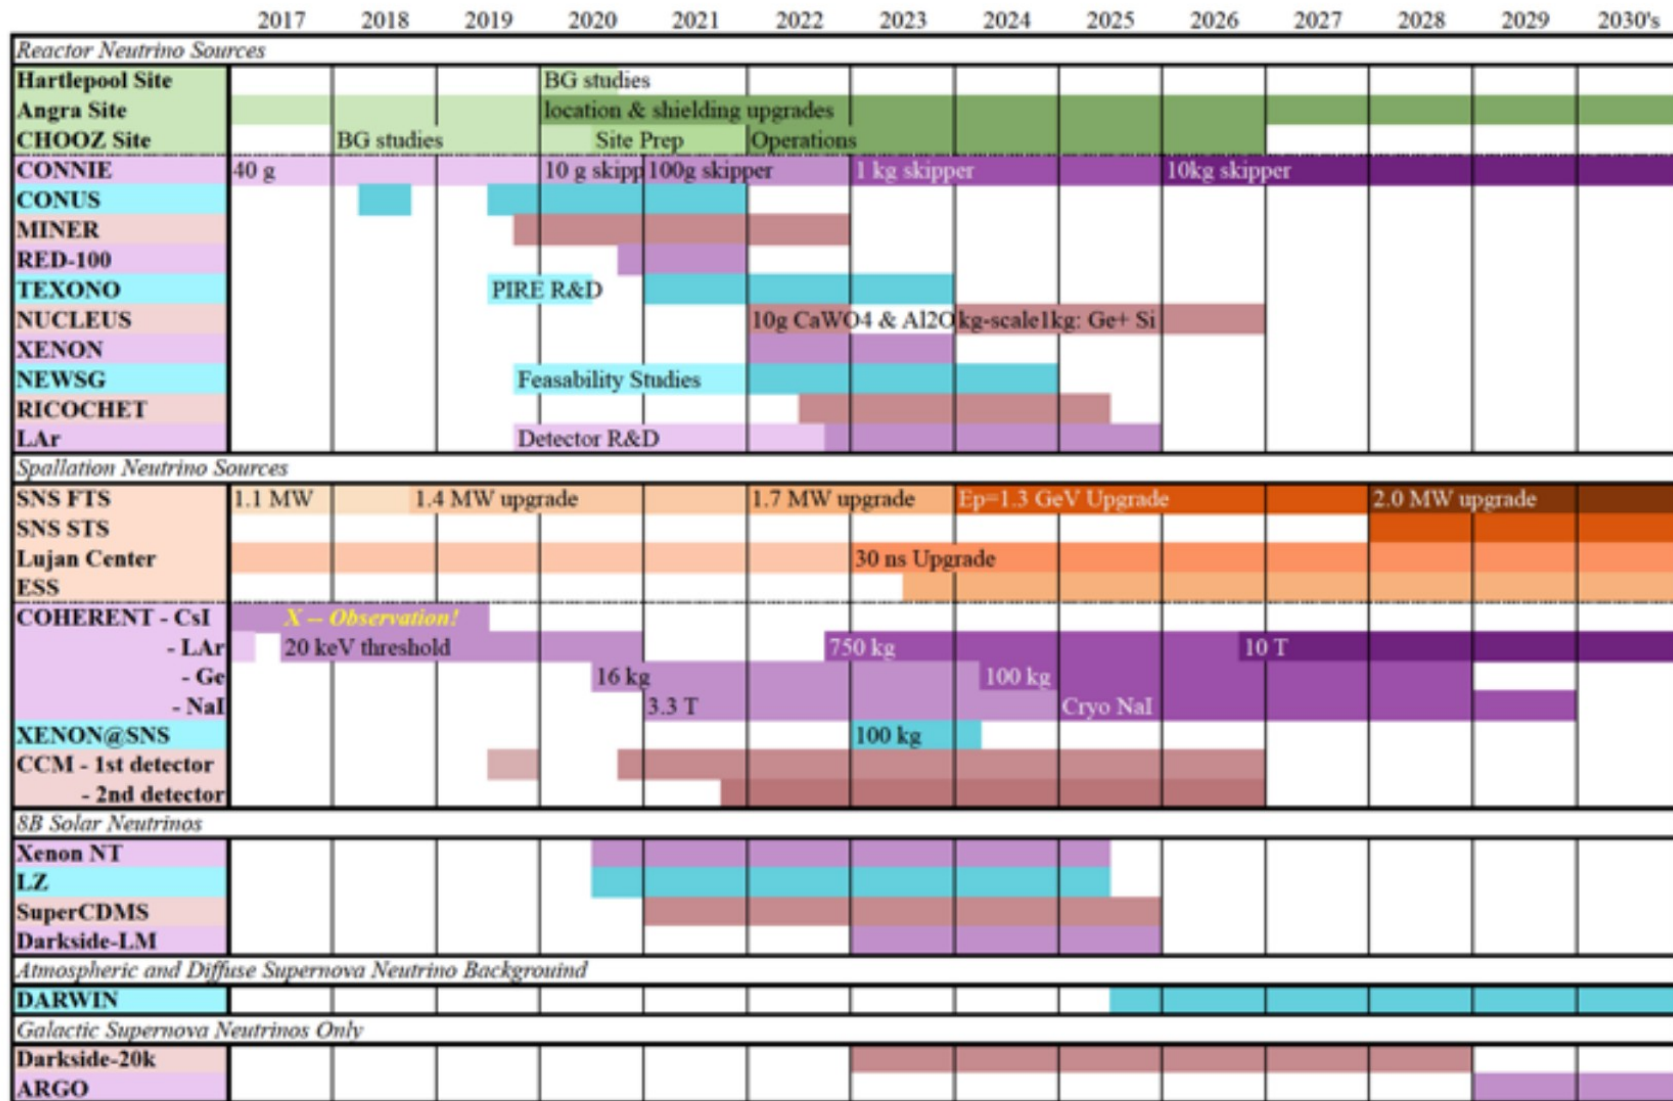 2017 2018 2019 2020 2021 2022 2023 2024 2025 2026 2027 2028 2029 2030's
Reactor Neutrino Sources
Hartlepool Site BG studies
Angra Site location & shielding upgrades
CHOOZ Site BG studies Site Prep Operations
CONNIE 40 g 10 g skipp 100g skipper 1 kg skipper 10kg skipper
CONUS
MINER
RED-100
TEXONO PIRE R&D
NUCLEUS 10g CaWO4 & Al2O kg-scale1kg: Ge+ Si
XENON
NEWSG Feasability Studies
RICOCHET
LAr Detector R&D
Spallation Neutrino Sources
SNS FTS 1.1 MW 1.4 MW upgrade 1.7 MW upgrade Ep=1.3 GeV Upgrade 2.0 MW upgrade
SNS STS
Lujan Center 30 ns Upgrade
ESS
COHERENT - CsI X -- Observation!
- LAr 20 keV threshold 750 kg 10 T
- Ge 16 kg 100 kg
- NaI 3.3 T Cryo NaI
XENON@SNS 100 kg
CCM - 1st detector
- 2nd detector
8B Solar Neutrinos
Xenon NT
LZ
SuperCDMS
Darkside-LM
Atmospheric and Diffuse Supernova Neutrino Backgrouind
DARWIN
Galactic Supernova Neutrinos Only
Darkside-20k
ARGO